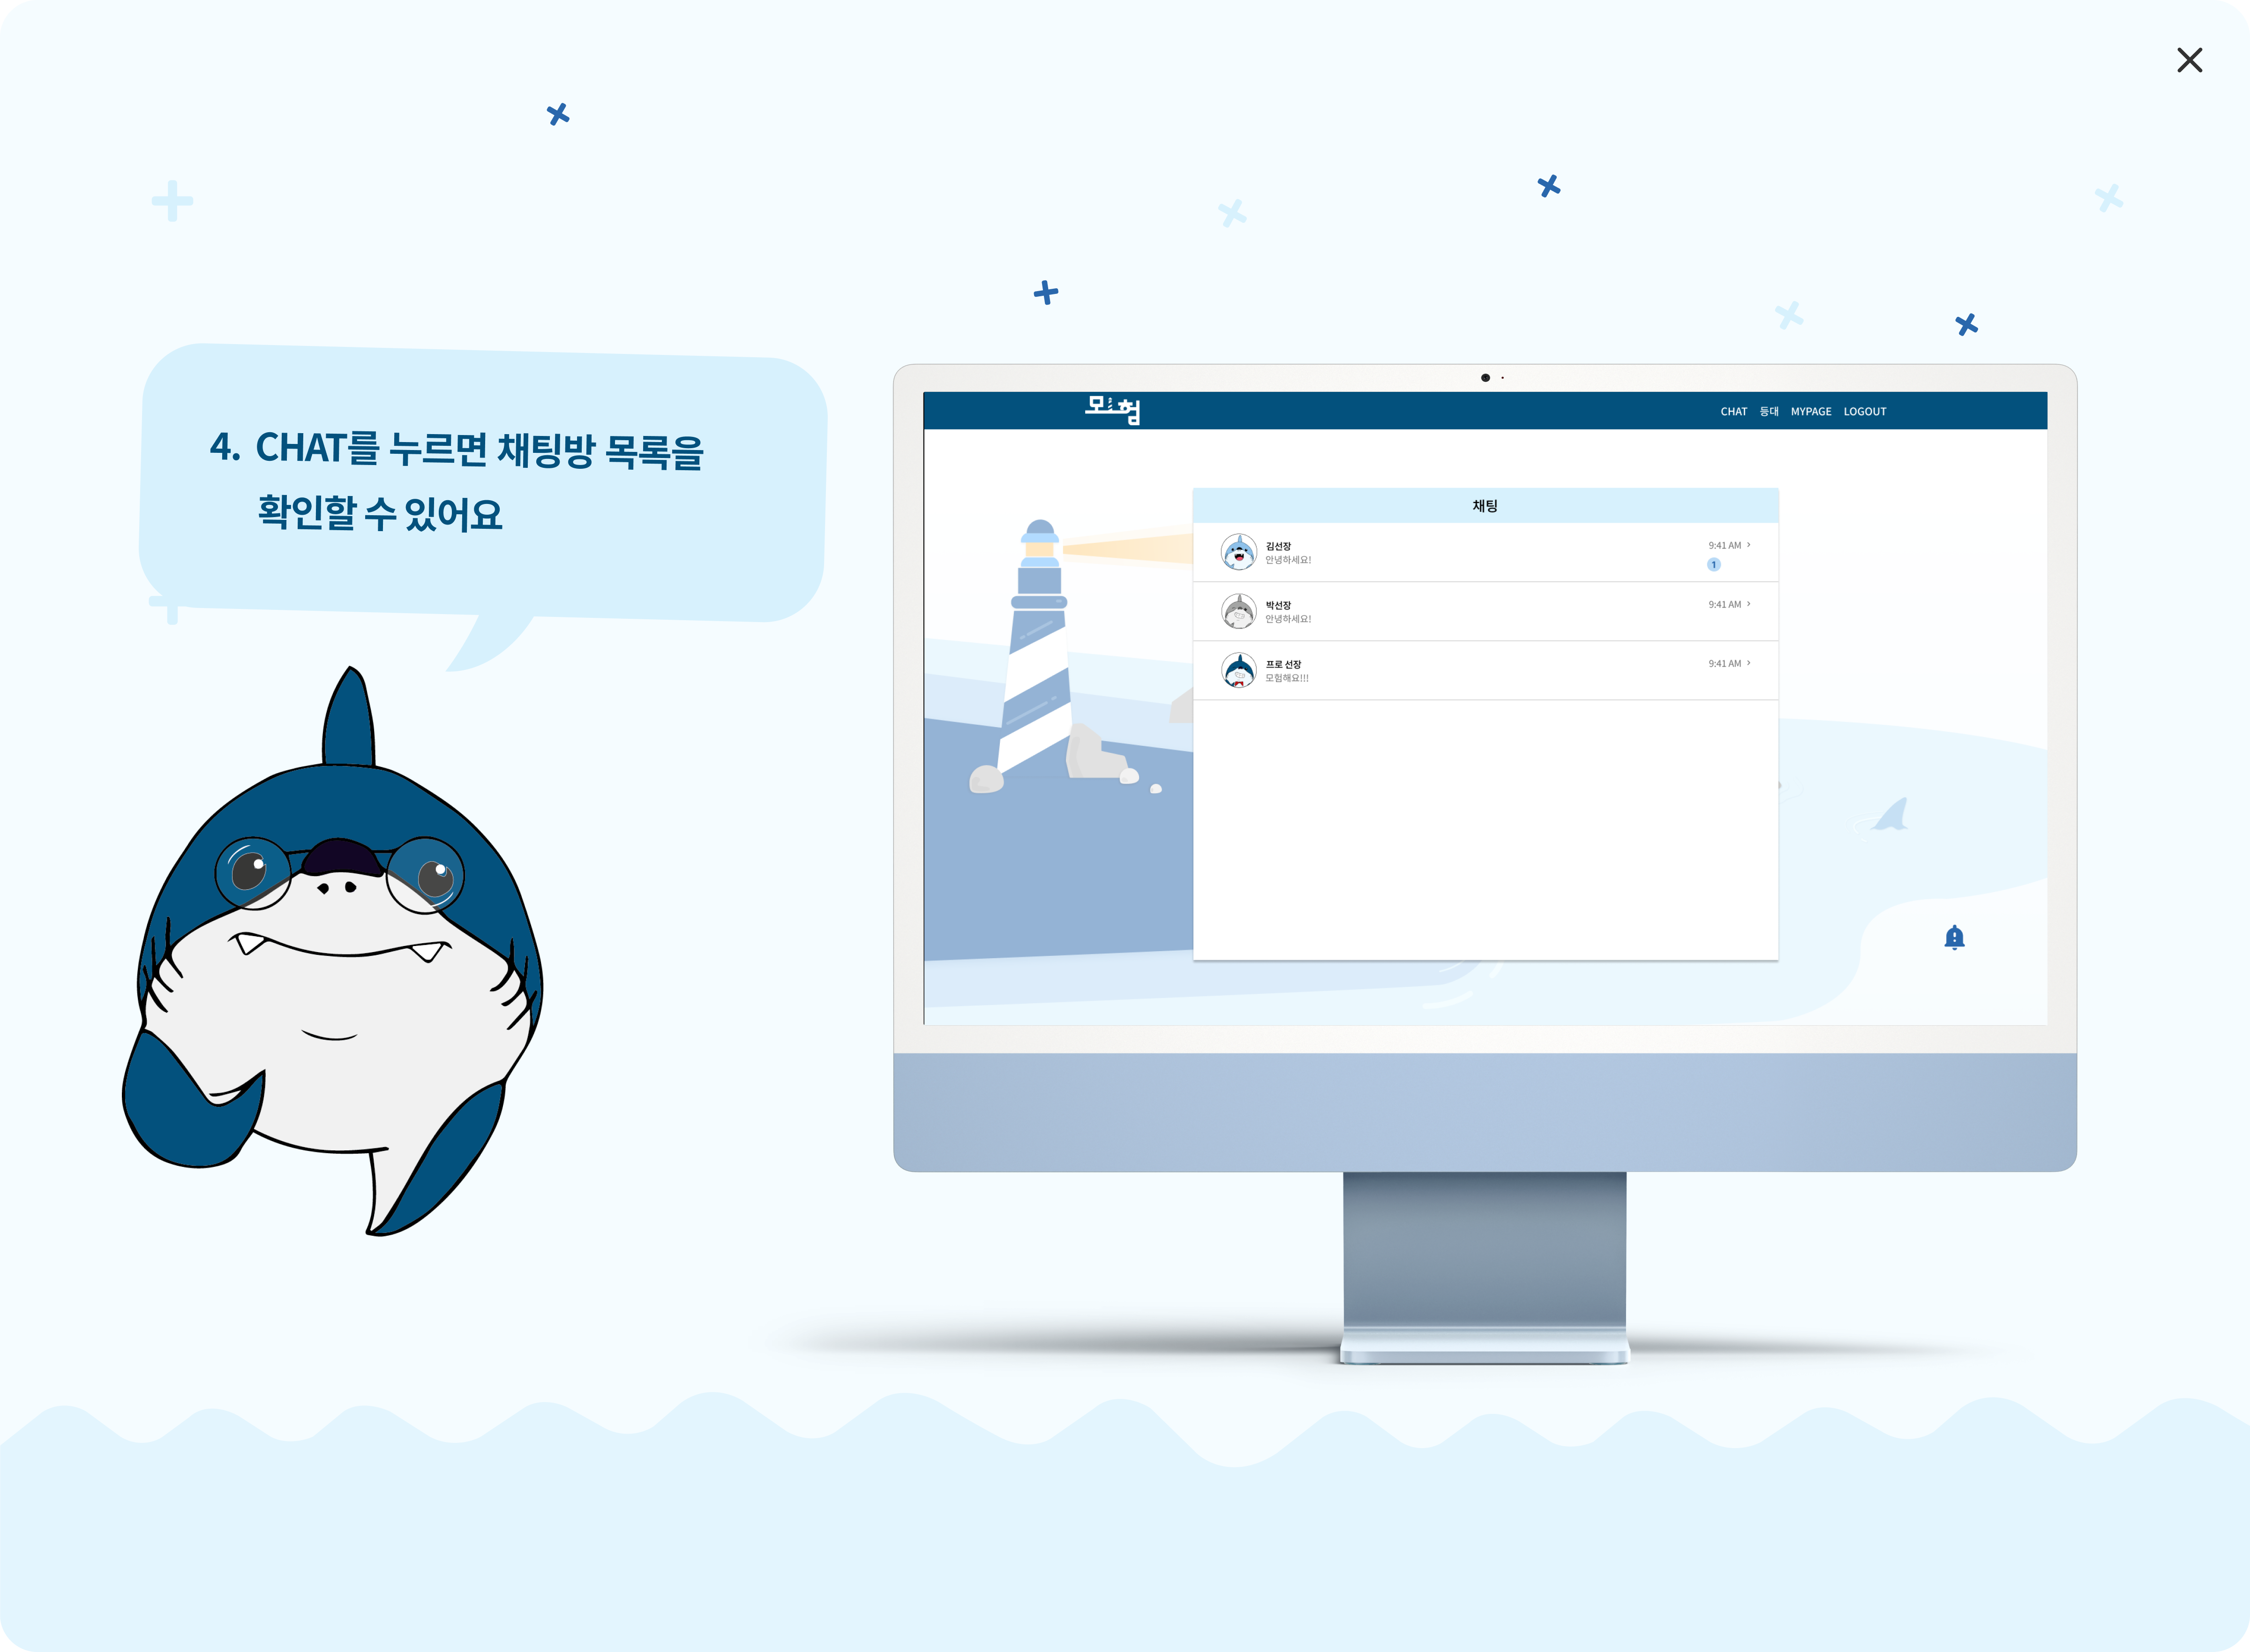 4. CHAT를 누르면 채팅방 목록을
확인할 수 있어요
모험
CHAT 등대 MYPAGE LOGOUT
채팅
김선장
안녕하세요!
9:41 AM
1
박선장
안녕하세요!
9:41 AM
프로 선장
모험해요!!!
9:41 AM